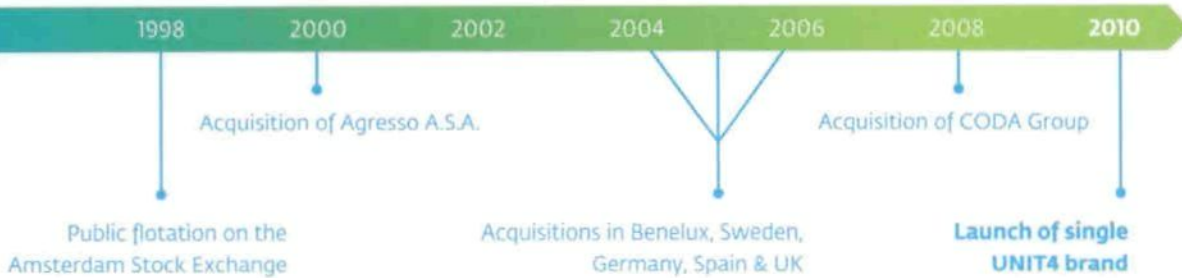 1998 2000 2002 2004 2006 2008 2010
Acquisition of Agresso A.S.A.
Acquisition of CODA Group
Public flotation on the
Amsterdam Stock Exchange
Acquisitions in Benelux, Sweden,
Germany, Spain & UK
Launch of single
UNIT4 brand